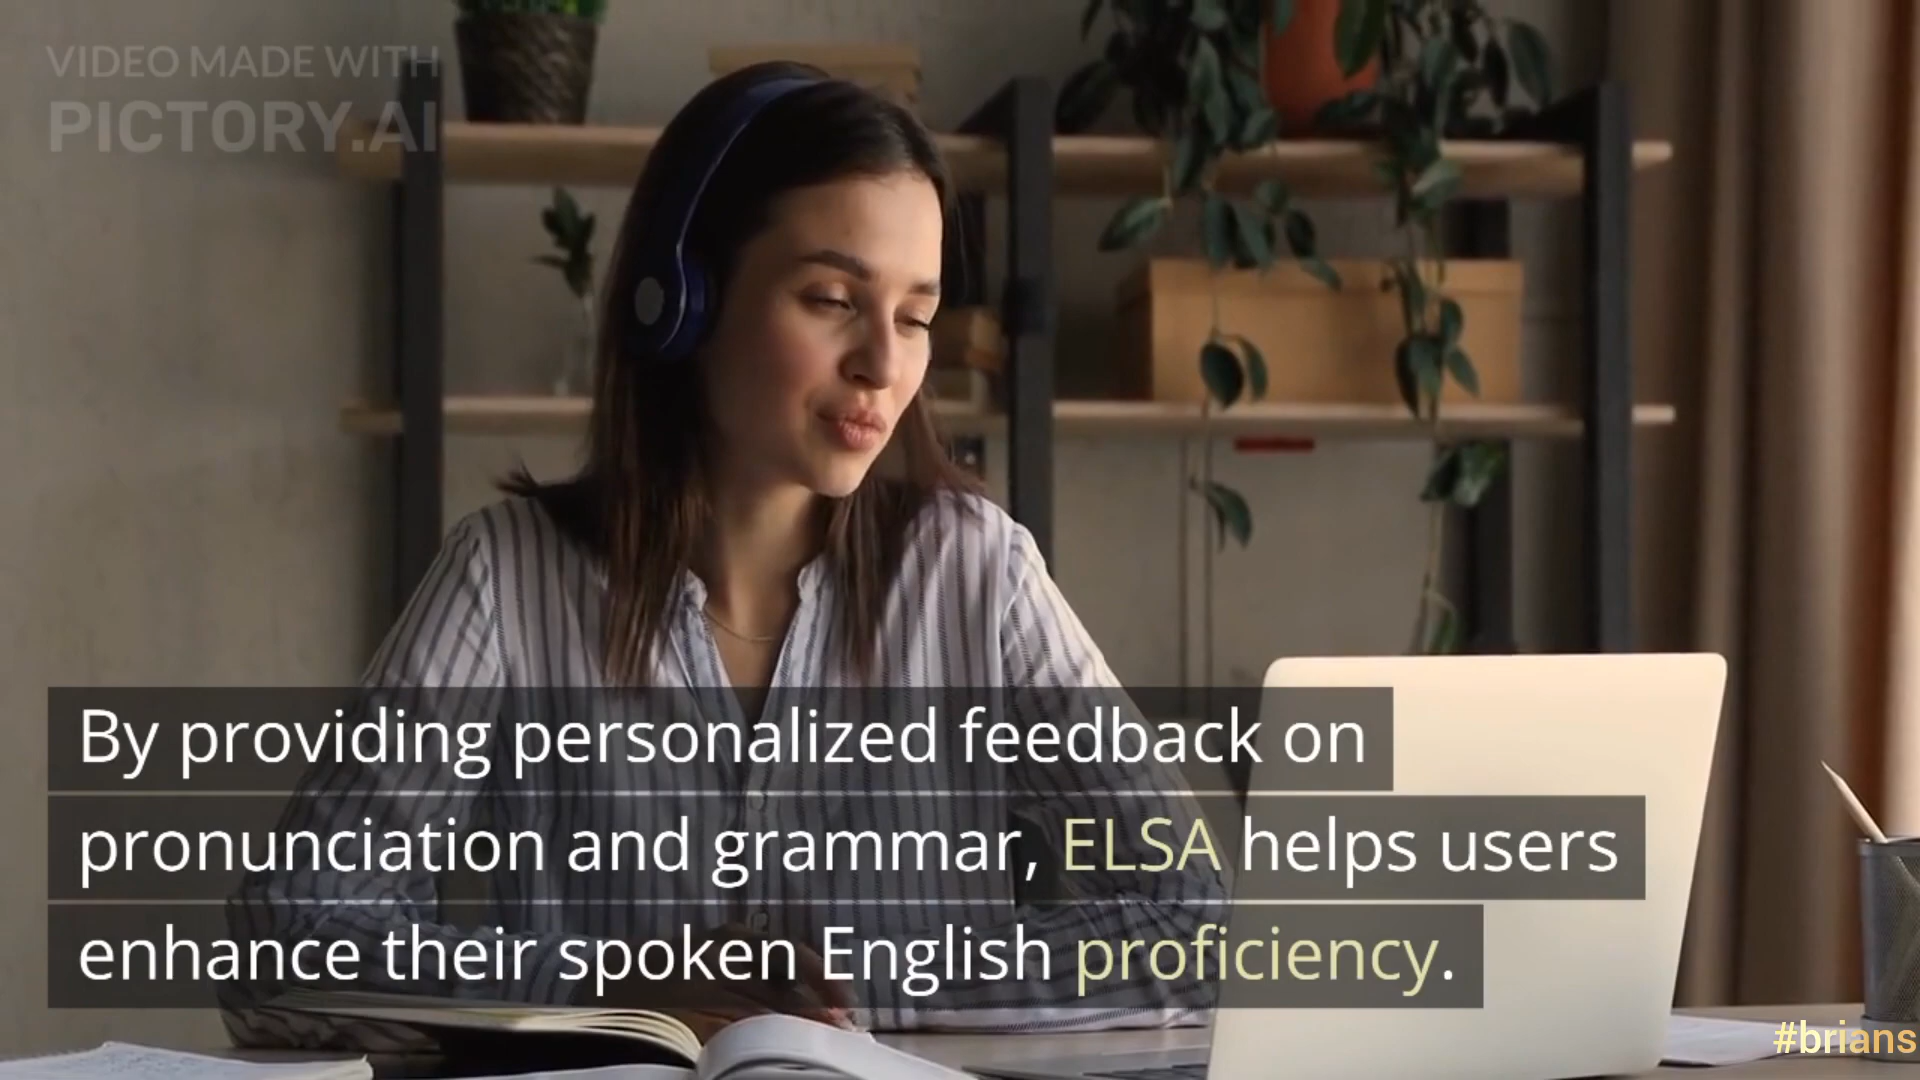 VIDEO MADE WITH
PICTORY.AI
By providing personalized feedback on
pronunciation and grammar, ELSA helps users
enhance their spoken English proficiency.
#brians